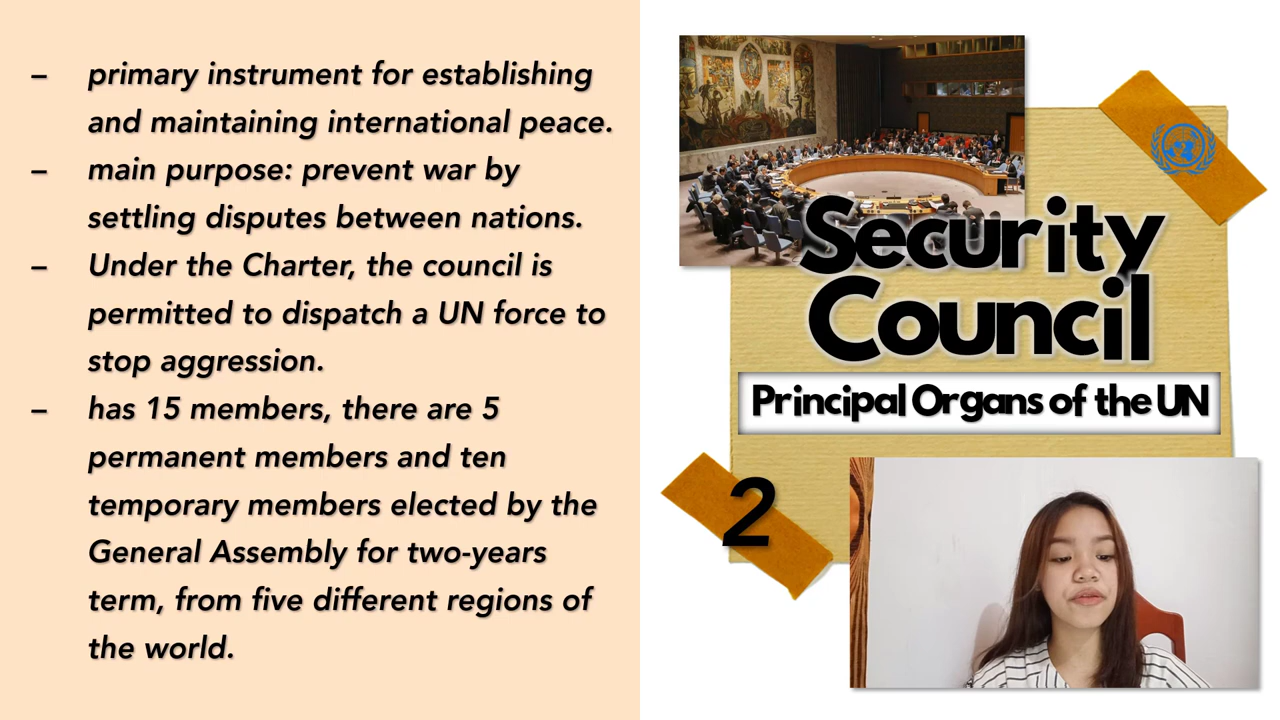 – primary instrument for establishing
and maintaining international peace.
– main purpose: prevent war by
settling disputes between nations.
– Under the Charter, the council is
permitted to dispatch a UN force to
stop aggression.
– has 15 members, there are 5
permanent members and ten
temporary members elected by the
General Assembly for two-years
term, from five different regions of
the world.
Security
Council
Principal Organs of the UN
2